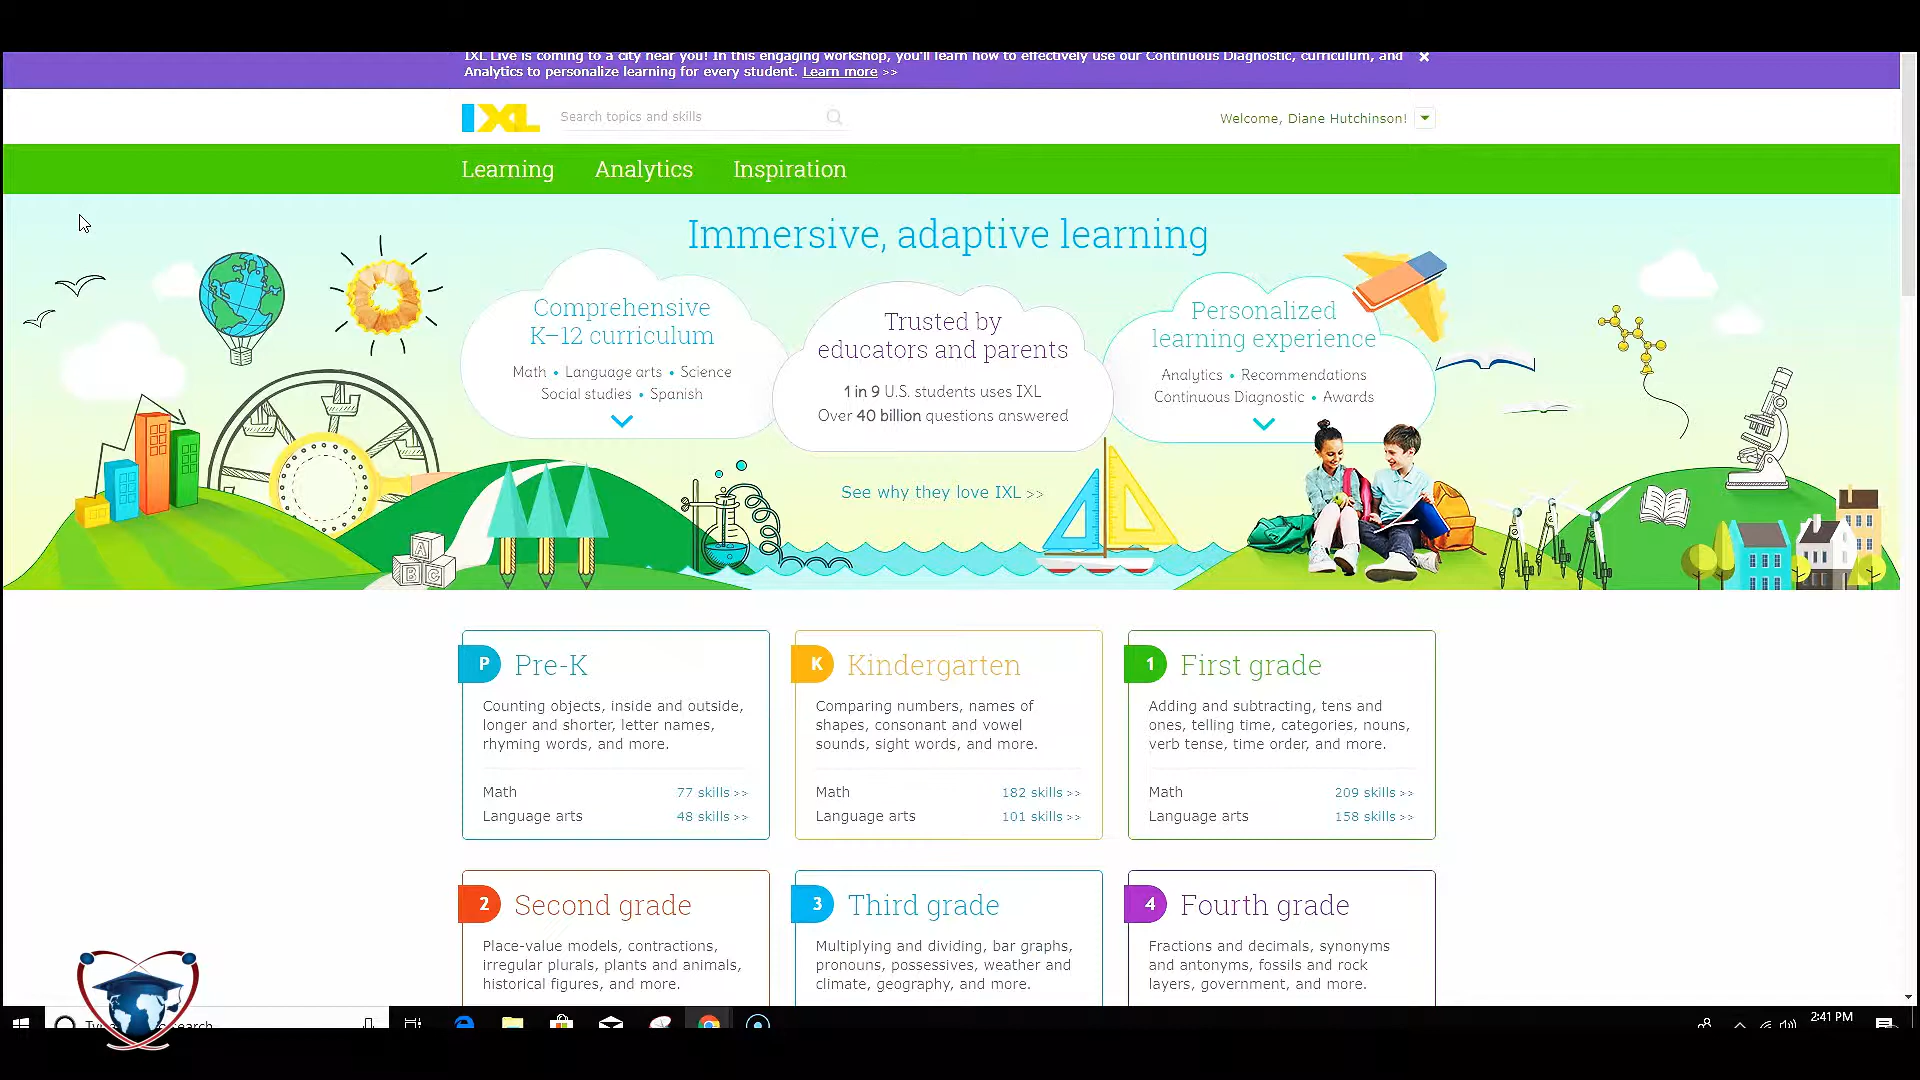 IXL Live is coming to a city near you! In this engaging workshop, you'll learn how to effectively use our Continuous Diagnostic, curriculum, and
Analytics to personalize learning for every student. Learn more >>
IXL
Search topics and skills
Welcome, Diane Hutchinson!
Learning Analytics Inspiration
Immersive, adaptive learning
Comprehensive
K–12 curriculum
Math • Language arts • Science
Social studies • Spanish
Trusted by
educators and parents
1 in 9 U.S. students uses IXL
Over 40 billion questions answered
See why they love IXL >>
Personalized
learning experience
Analytics • Recommendations
Continuous Diagnostic • Awards
A
B C
P Pre-K
Counting objects, inside and outside,
longer and shorter, letter names,
rhyming words, and more.
Math 77 skills >>
Language arts 48 skills >>
K Kindergarten
Comparing numbers, names of
shapes, consonant and vowel
sounds, sight words, and more.
Math 182 skills >>
Language arts 101 skills >>
1 First grade
Adding and subtracting, tens and
ones, telling time, categories, nouns,
verb tense, time order, and more.
Math 209 skills >>
Language arts 158 skills >>
2 Second grade
Place-value models, contractions,
irregular plurals, plants and animals,
historical figures, and more.
3 Third grade
Multiplying and dividing, bar graphs,
pronouns, possessives, weather and
climate, geography, and more.
4 Fourth grade
Fractions and decimals, synonyms
and antonyms, fossils and rock
layers, government, and more.
search
2:41 PM